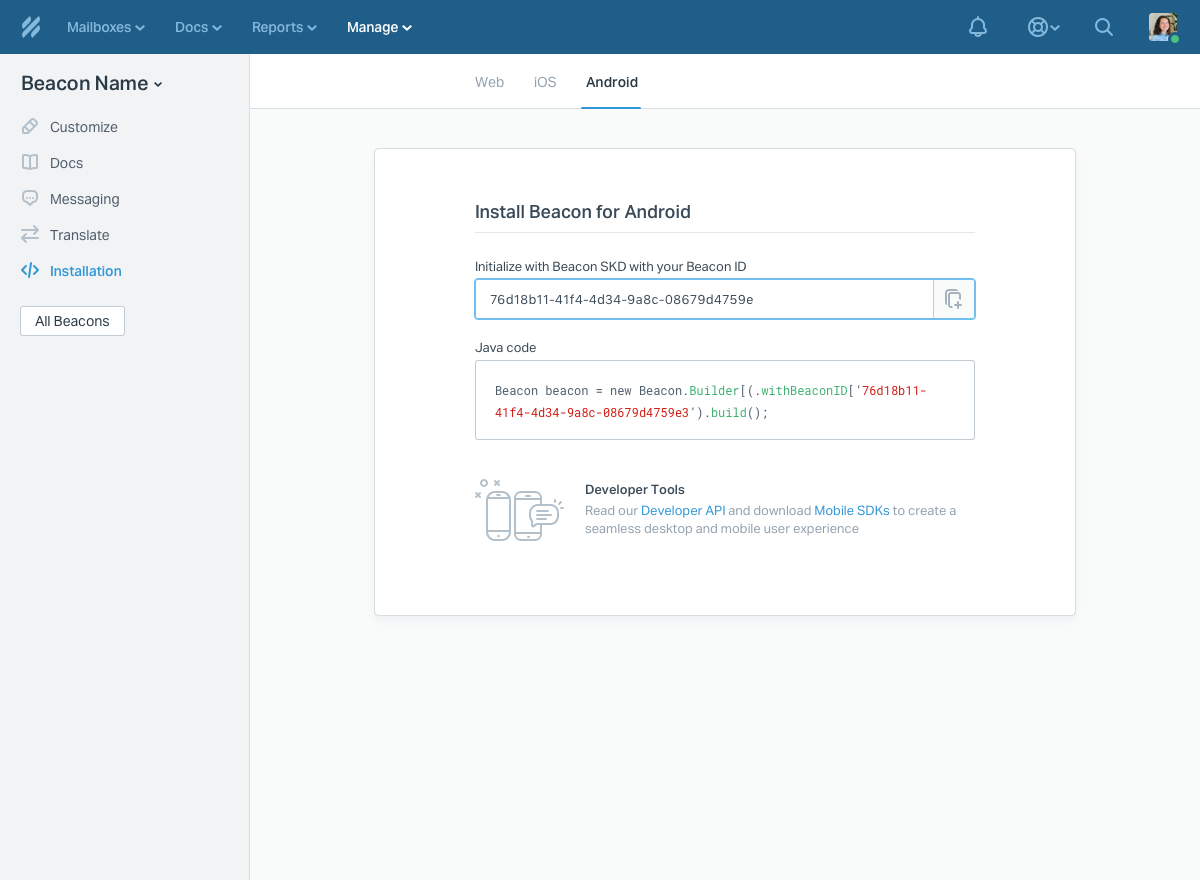 Mailboxes Docs Reports Manage
Beacon Name
Customize
Docs
Messaging
Translate
Installation
All Beacons
Web iOS Android
Install Beacon for Android
Initialize with Beacon SKD with your Beacon ID
76d18b11-41f4-4d34-9a8c-08679d4759e
Java code
Beacon beacon = new Beacon.Builder[(.withBeaconID['76d18b11-
41f4-4d34-9a8c-08679d4759e3').build();
Developer Tools
Read our Developer API and download Mobile SDKs to create a
seamless desktop and mobile user experience